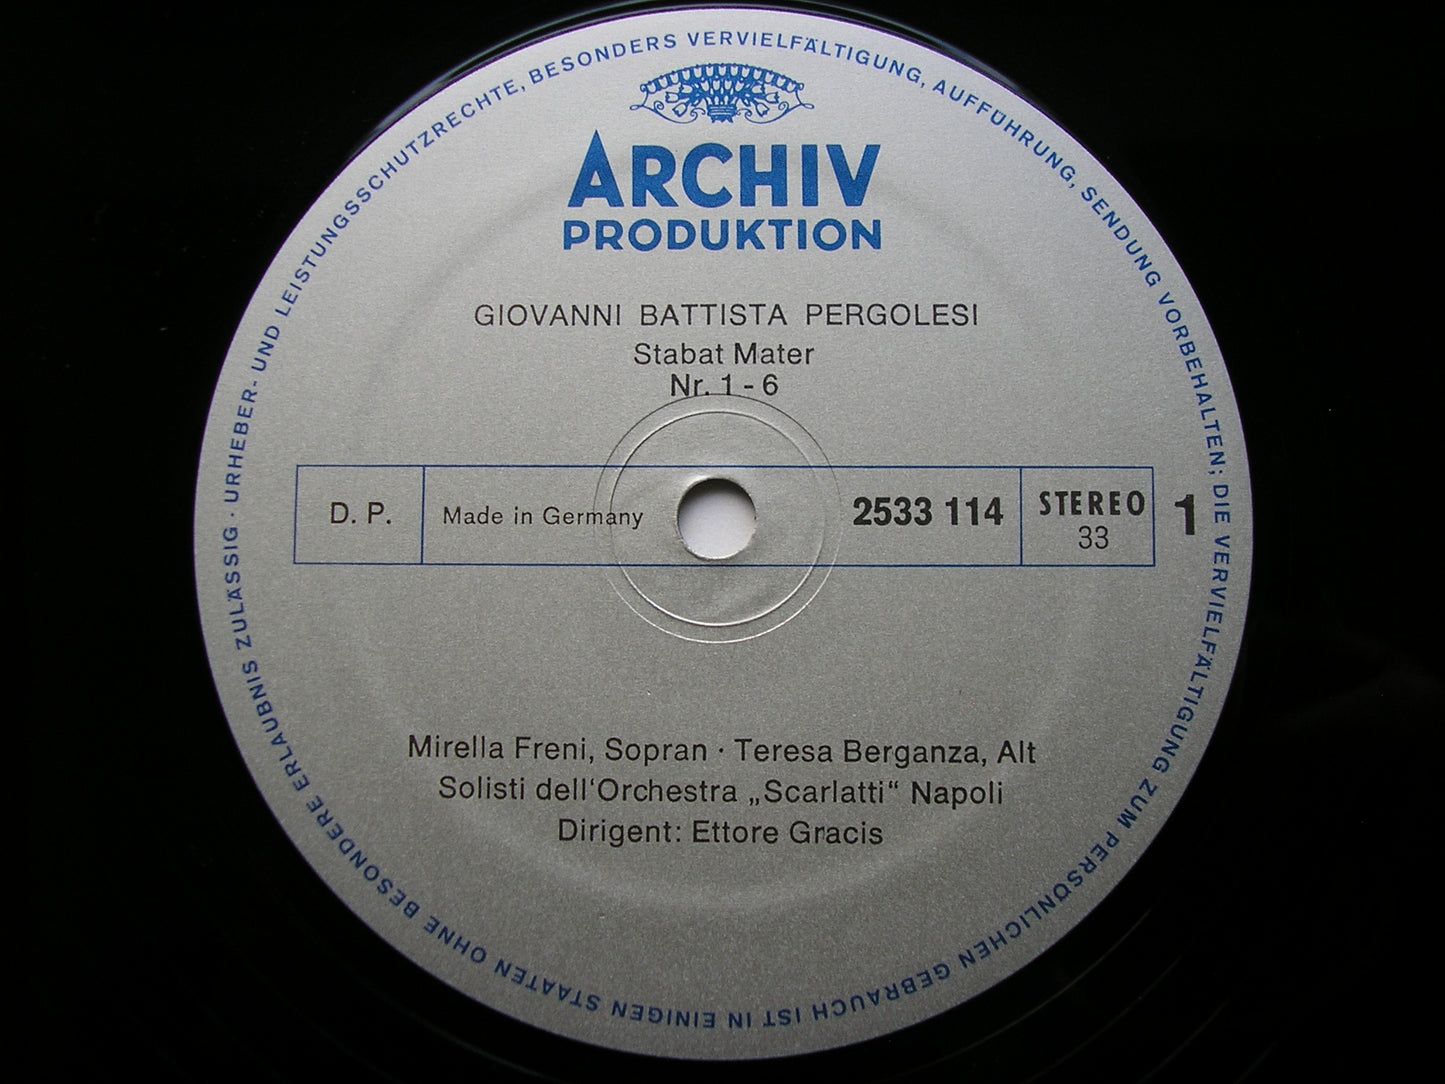 URHEBER- UND LEISTUNGSSCHUTZRECHTE, BESONDERS VERVIELFÄLTIGUNG, AUFFÜHRUNG, SENDUNG VORBEHALTEN; DIE VERVIELFÄLTIGUNG ZUM PERSÖNLICHEN GEBRAUCH IST IN EINIGEN STAATEN OHNE BESONDERE ERLAUBNIS ZULÄSSIG ·
ARCHIV
PRODUKTION
GIOVANNI BATTISTA PERGOLESI
Stabat Mater
Nr. 1 - 6
D. P. Made in Germany 2533 114 STEREO 1
33
Mirella Freni, Sopran · Teresa Berganza, Alt
Solisti dell'Orchestra „Scarlatti“ Napoli
Dirigent: Ettore Gracis